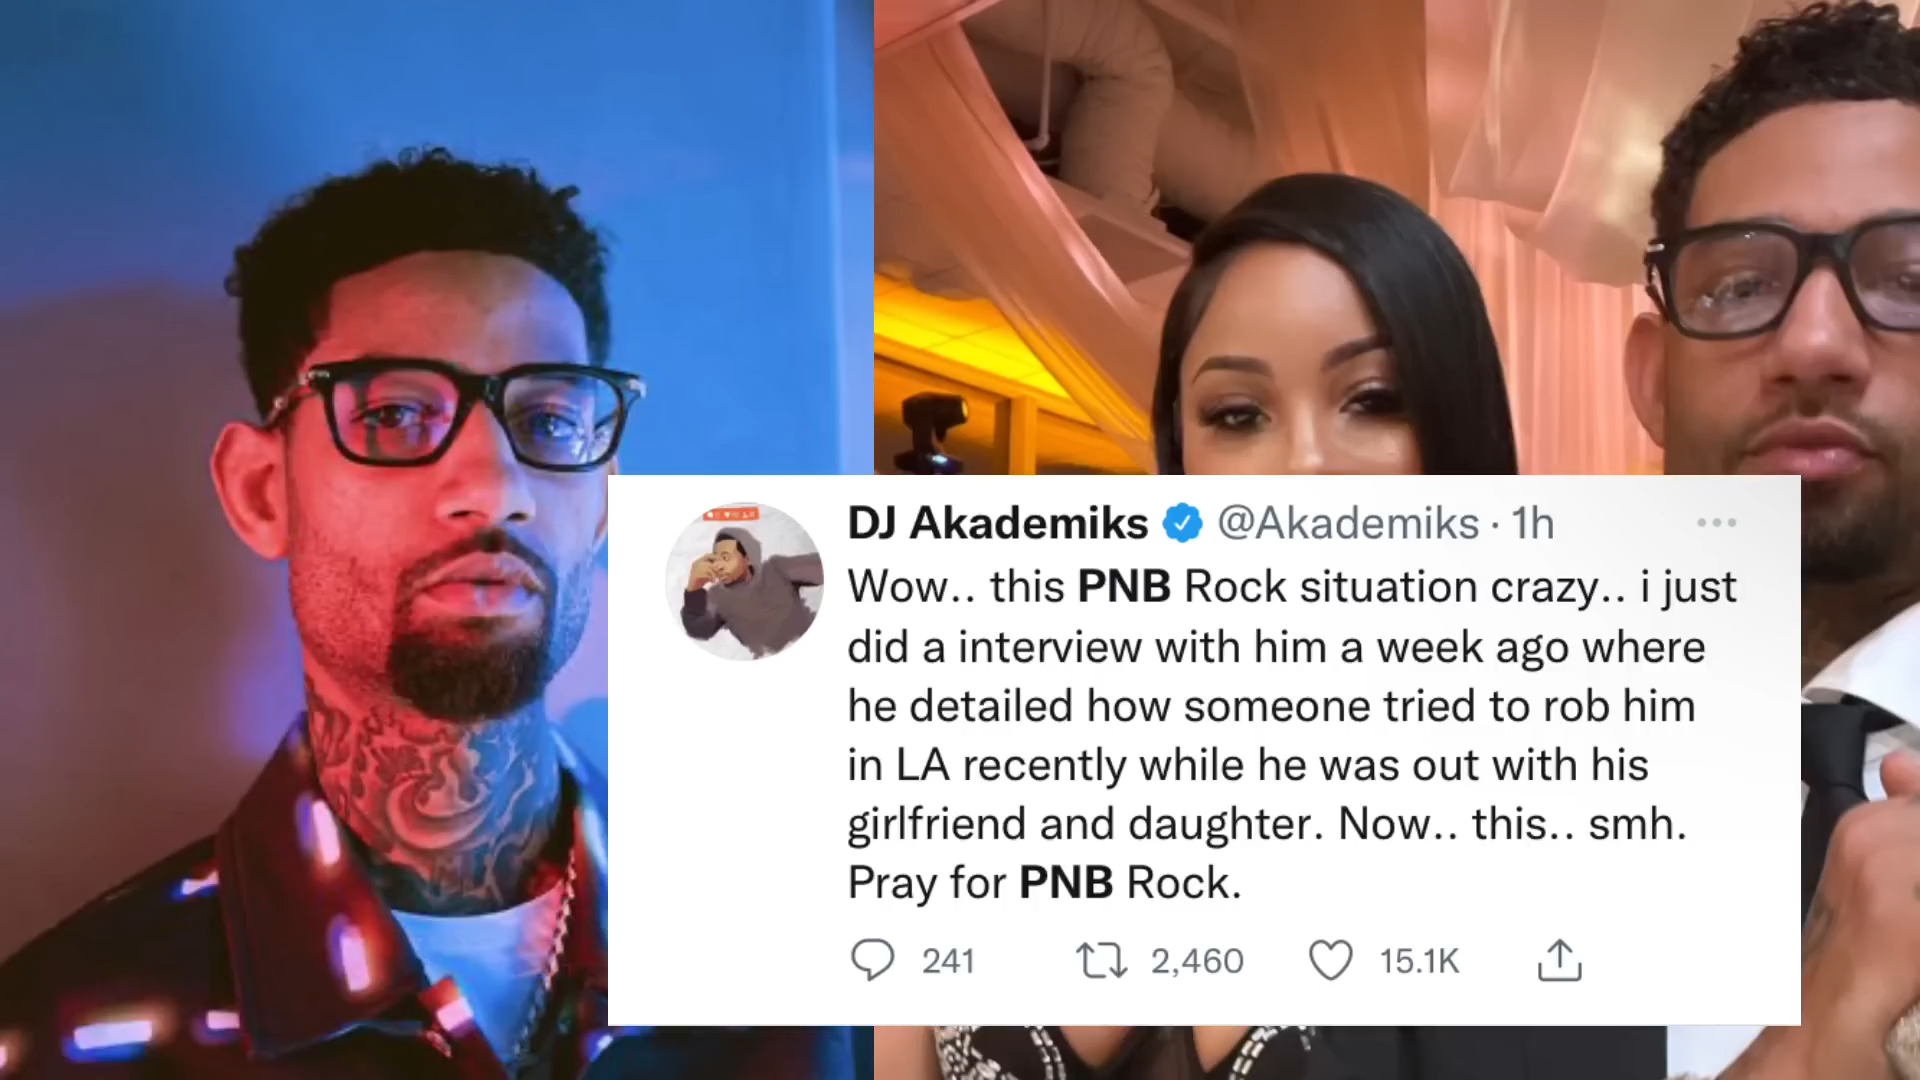 DJ Akademiks @Akademiks · 1h
Wow.. this PNB Rock situation crazy.. i just
did a interview with him a week ago where
he detailed how someone tried to rob him
in LA recently while he was out with his
girlfriend and daughter. Now.. this.. smh.
Pray for PNB Rock.
241 2,460 15.1K